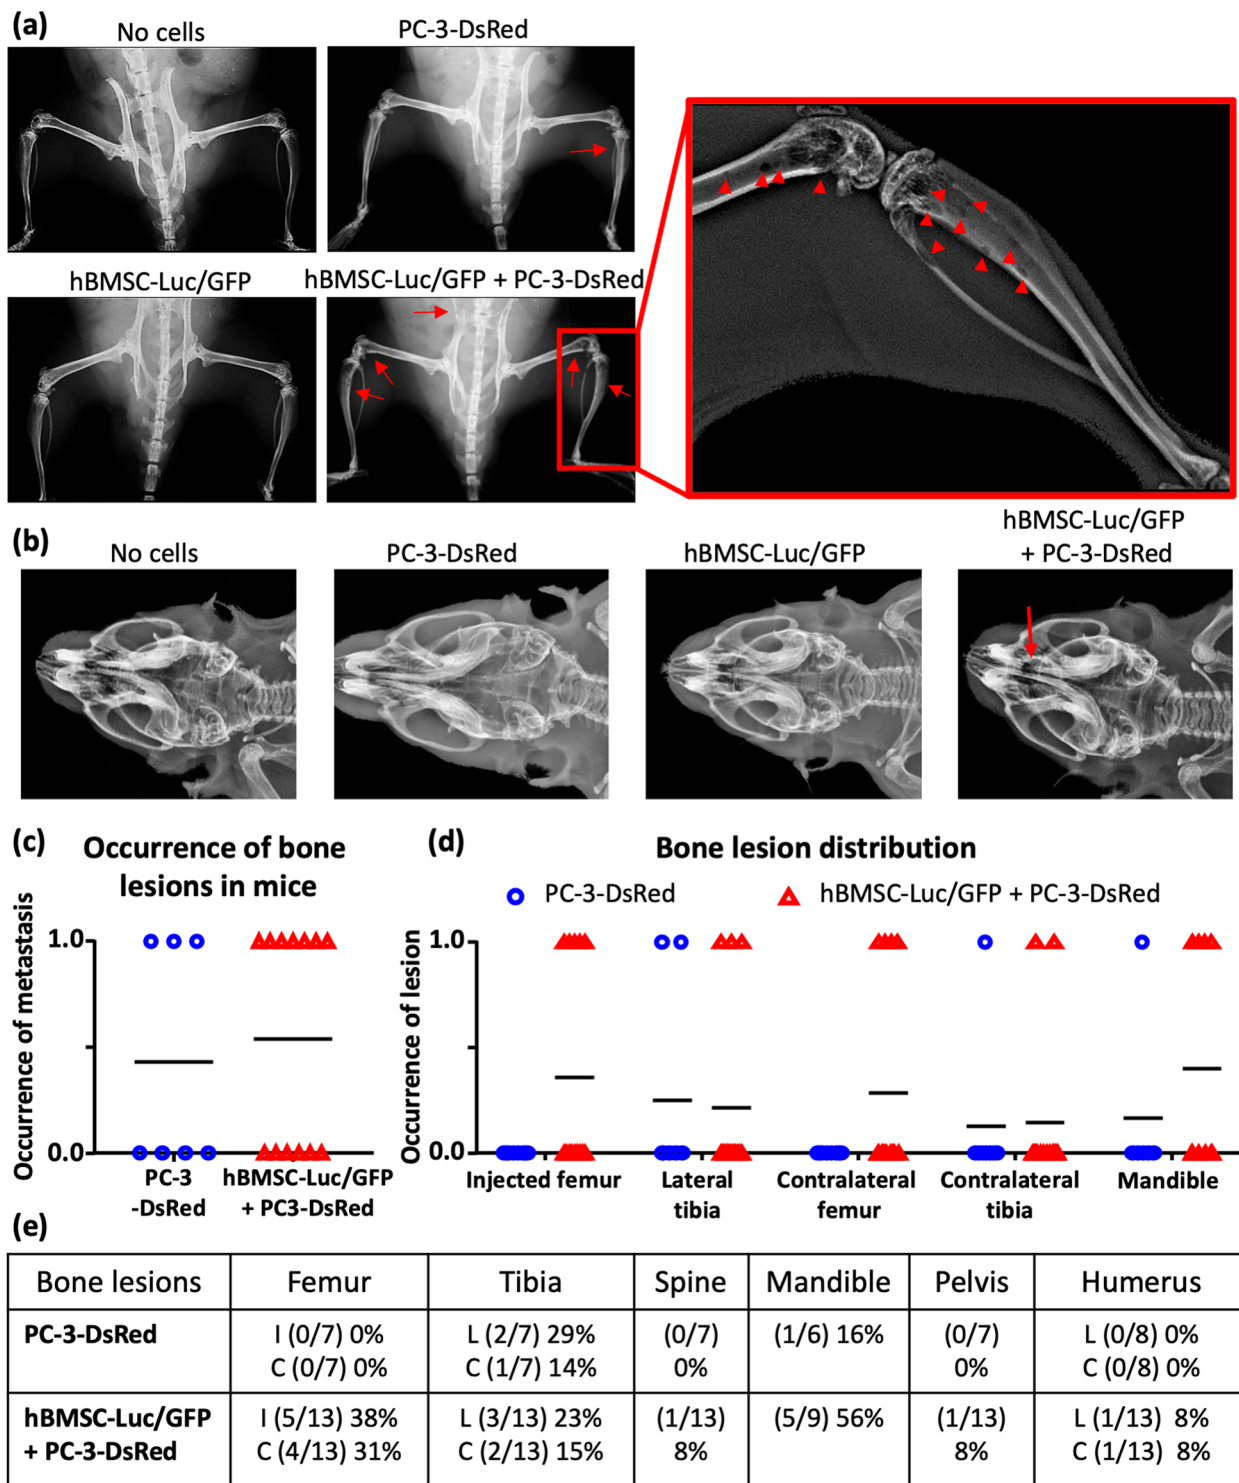 (a)
No cells
PC-3-DsRed
hBMSC-Luc/GFP
hBMSC-Luc/GFP + PC-3-DsRed
(b)
No cells
PC-3-DsRed
hBMSC-Luc/GFP
hBMSC-Luc/GFP
+ PC-3-DsRed
(c)
Occurrence of bone
lesions in mice
Occurrence of metastasis
1.0
0.0
PC-3
-DsRed
hBMSC-Luc/GFP
+ PC3-DsRed
(d)
Bone lesion distribution
PC-3-DsRed
hBMSC-Luc/GFP + PC-3-DsRed
Occurrence of lesion
1.0
0.0
Injected femur
Lateral
tibia
Contralateral
femur
Contralateral
tibia
Mandible
(e)
Bone lesions Femur Tibia Spine Mandible Pelvis Humerus
PC-3-DsRed I (0/7) 0% L (2/7) 29% (0/7) (1/6) 16% (0/7) L (0/8) 0%
C (0/7) 0% C (1/7) 14% 0% 0% C (0/8) 0%
hBMSC-Luc/GFP I (5/13) 38% L (3/13) 23% (1/13) (5/9) 56% (1/13) L (1/13) 8%
+ PC-3-DsRed C (4/13) 31% C (2/13) 15% 8% 8% C (1/13) 8%